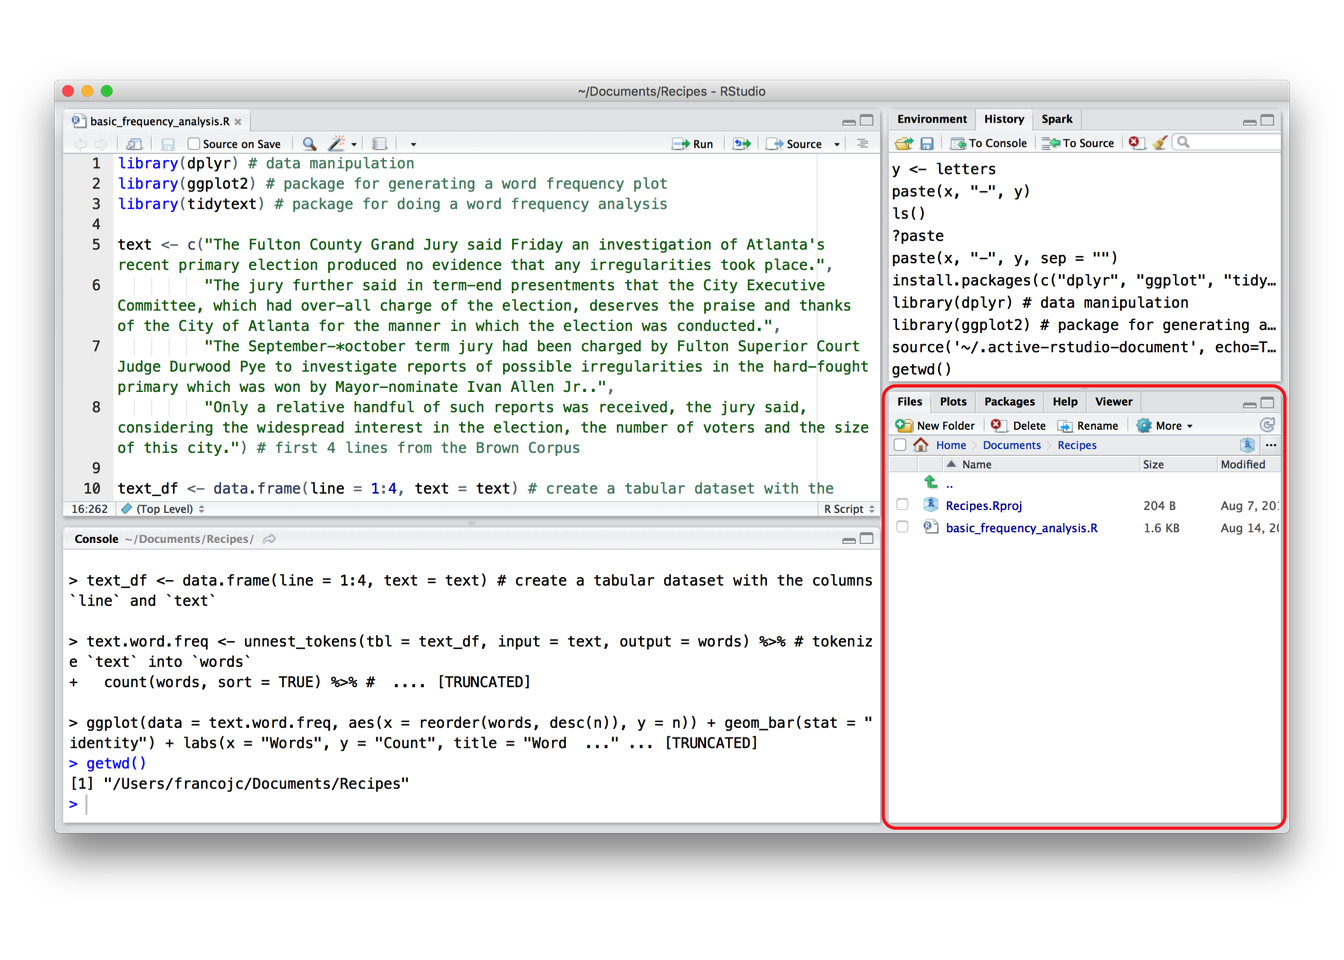 ~/Documents/Recipes - RStudio
basic_frequency_analysis.R
Source on Save
Run
Source
1 library(dplyr) # data manipulation
2 library(ggplot2) # package for generating a word frequency plot
3 library(tidytext) # package for doing a word frequency analysis
4
5 text <- c("The Fulton County Grand Jury said Friday an investigation of Atlanta's
recent primary election produced no evidence that any irregularities took place.",
6 "The jury further said in term-end presentments that the City Executive
Committee, which had over-all charge of the election, deserves the praise and thanks
of the City of Atlanta for the manner in which the election was conducted.",
7 "The September-*october term jury had been charged by Fulton Superior Court
Judge Durwood Pye to investigate reports of possible irregularities in the hard-fought
primary which was won by Mayor-nominate Ivan Allen Jr..",
8 "Only a relative handful of such reports was received, the jury said,
considering the widespread interest in the election, the number of voters and the size
of this city.") # first 4 lines from the Brown Corpus
9
10 text_df <- data.frame(line = 1:4, text = text) # create a tabular dataset with the
16:262 (Top Level) R Script
Console ~/Documents/Recipes/
> text_df <- data.frame(line = 1:4, text = text) # create a tabular dataset with the columns
`line` and `text`
> text.word.freq <- unnest_tokens(tbl = text_df, input = text, output = words) %>% # tokeniz
e `text` into `words`
+ count(words, sort = TRUE) %>% # .... [TRUNCATED]
> ggplot(data = text.word.freq, aes(x = reorder(words, desc(n)), y = n)) + geom_bar(stat = "
identity") + labs(x = "Words", y = "Count", title = "Word ..." ... [TRUNCATED]
> getwd()
[1] "/Users/francojc/Documents/Recipes"
>
Environment History Spark
To Console To Source
y <- letters
paste(x, "-", y)
ls()
?paste
paste(x, "-", y, sep = "")
install.packages(c("dplyr", "ggplot", "tidy…
library(dplyr) # data manipulation
library(ggplot2) # package for generating a…
source('~/.active-rstudio-document', echo=T…
getwd()
Files Plots Packages Help Viewer
New Folder Delete Rename More
Home Documents Recipes ...
Name Size Modified
..
Recipes.Rproj 204 B Aug 7, 20
basic_frequency_analysis.R 1.6 KB Aug 14, 20